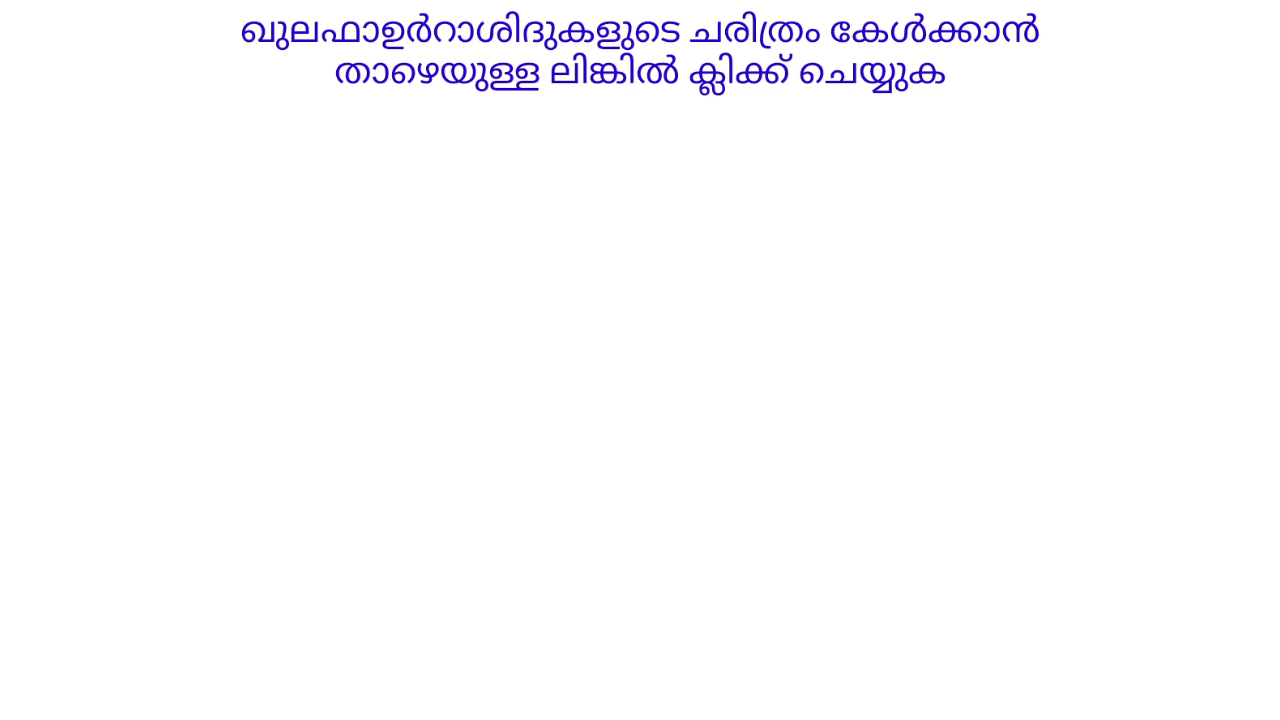 ഖുലഫാഉർറാശിദുകളുടെ ചരിത്രം കേൾക്കാൻ
താഴെയുള്ള ലിങ്കിൽ ക്ലിക്ക് ചെയ്യുക